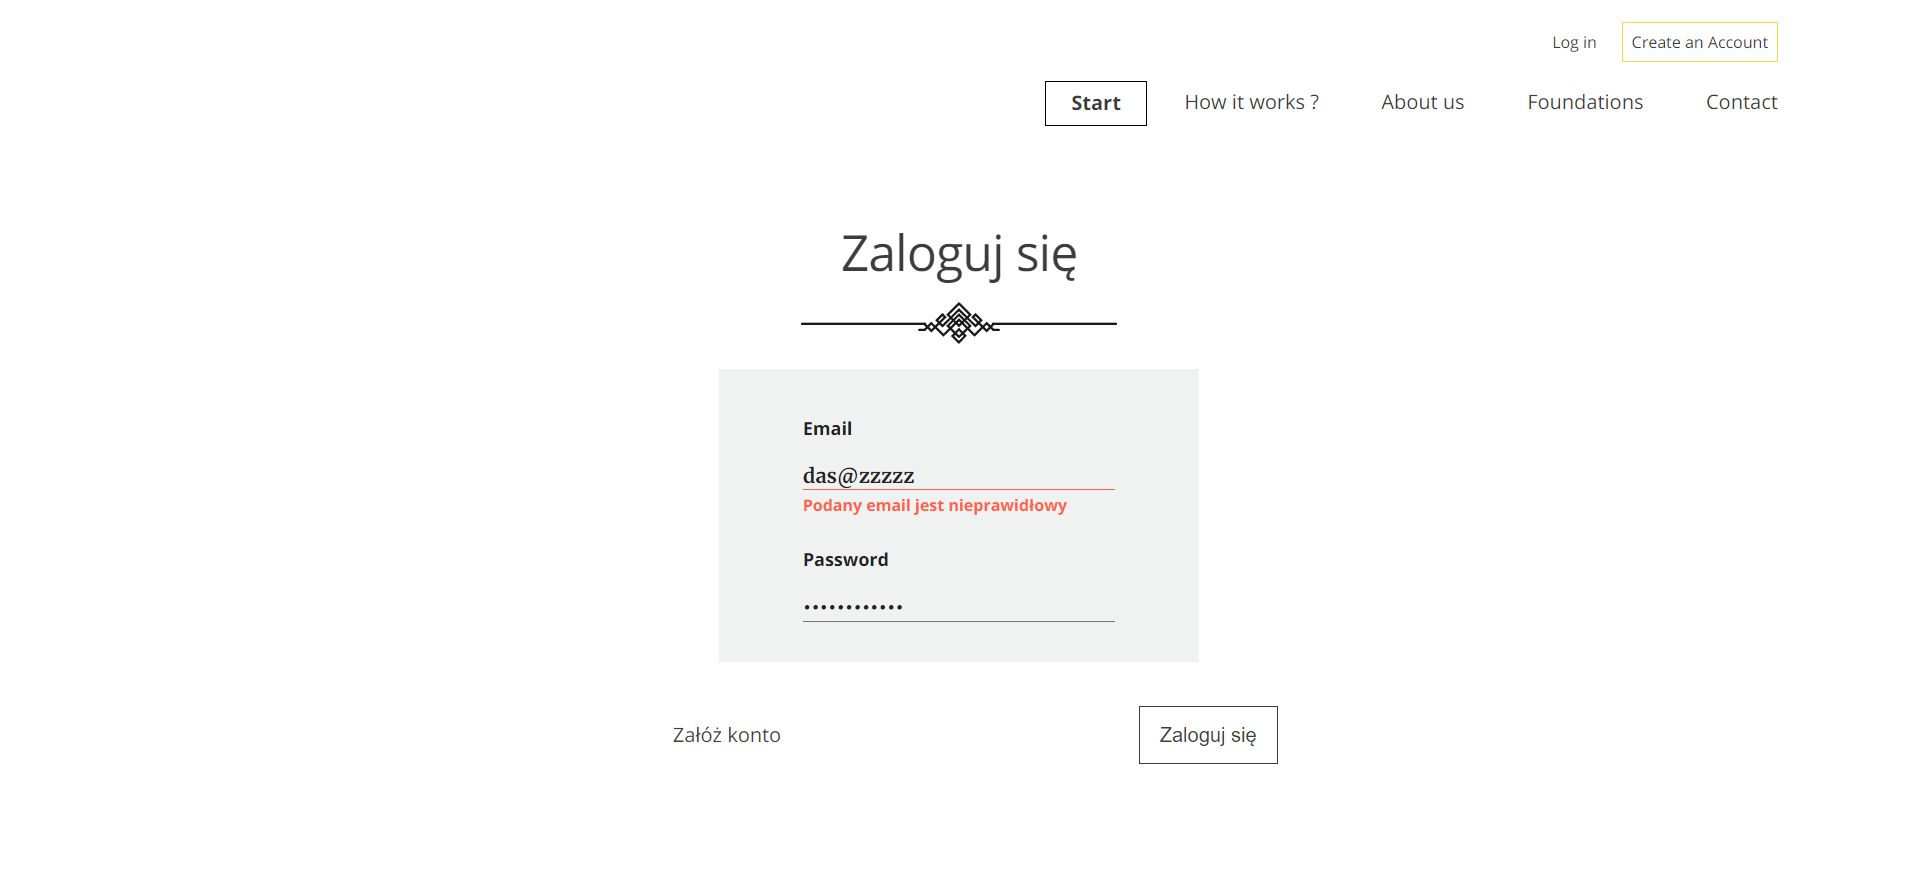 Log in
Create an Account
Start
How it works ?
About us
Foundations
Contact
Zaloguj się
Email
das@zzzzz
Podany email jest nieprawidłowy
Password
••••••••••••
Załóż konto
Zaloguj się